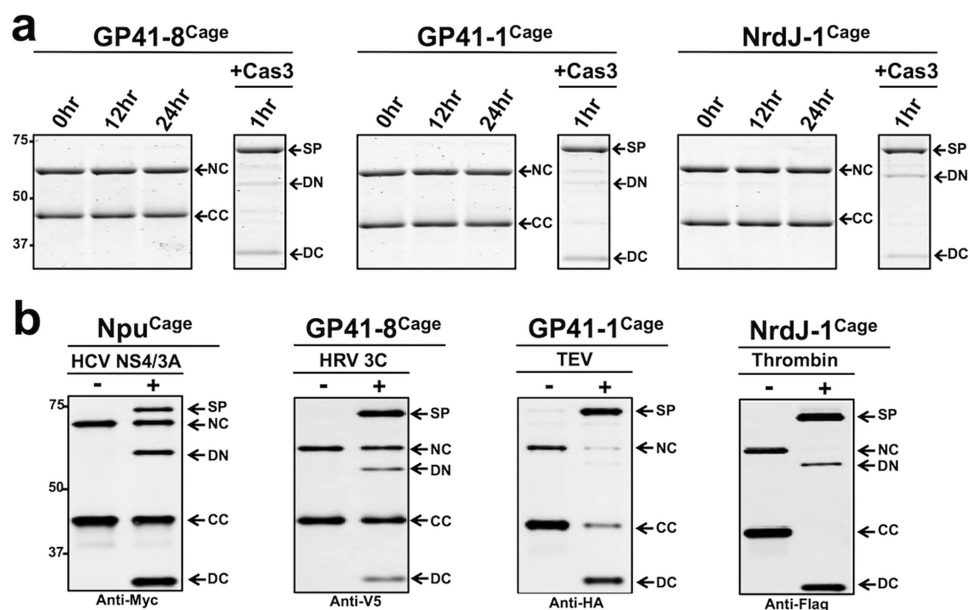 a
GP41-8Cage GP41-1Cage NrdJ-1Cage
+Cas3 +Cas3 +Cas3
0hr 12hr 24hr 1hr 0hr 12hr 24hr 1hr 0hr 12hr 24hr 1hr
75
SP SP SP
NC NC NC
DN DN DN
50
CC CC CC
37
DC DC DC
b
NpuCage GP41-8Cage GP41-1Cage NrdJ-1Cage
HCV NS4/3A HRV 3C TEV Thrombin
- + - + - + - +
75
SP SP SP SP
NC NC NC NC
DN DN DN
50
CC CC CC CC
37
DC DC DC DC
Anti-Myc Anti-V5 Anti-HA Anti-Flag